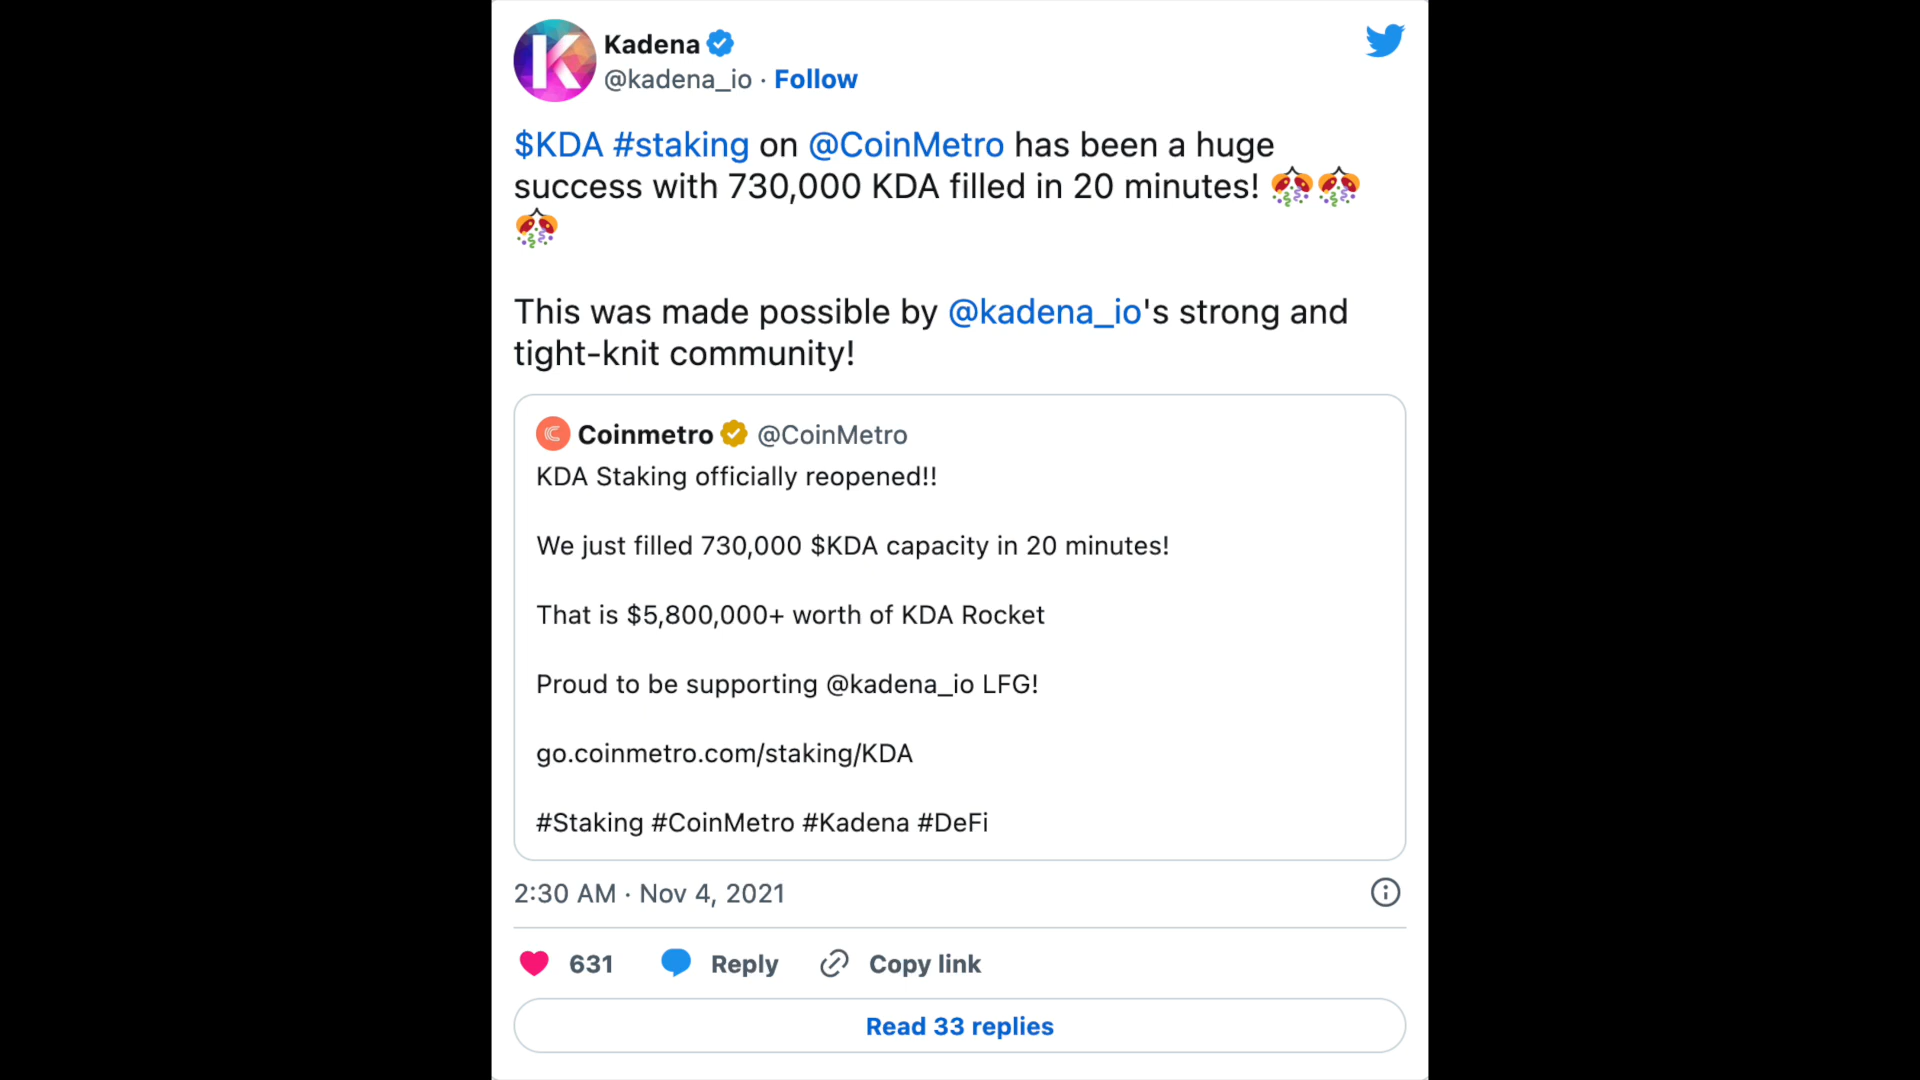 K
Kadena
@kadena_io · Follow
$KDA #staking on @CoinMetro has been a huge
success with 730,000 KDA filled in 20 minutes! 🎊🎊
🎊
This was made possible by @kadena_io's strong and
tight-knit community!
Coinmetro @CoinMetro
KDA Staking officially reopened!!
We just filled 730,000 $KDA capacity in 20 minutes!
That is $5,800,000+ worth of KDA Rocket
Proud to be supporting @kadena_io LFG!
go.coinmetro.com/staking/KDA
#Staking #CoinMetro #Kadena #DeFi
2:30 AM · Nov 4, 2021
631 Reply Copy link
Read 33 replies